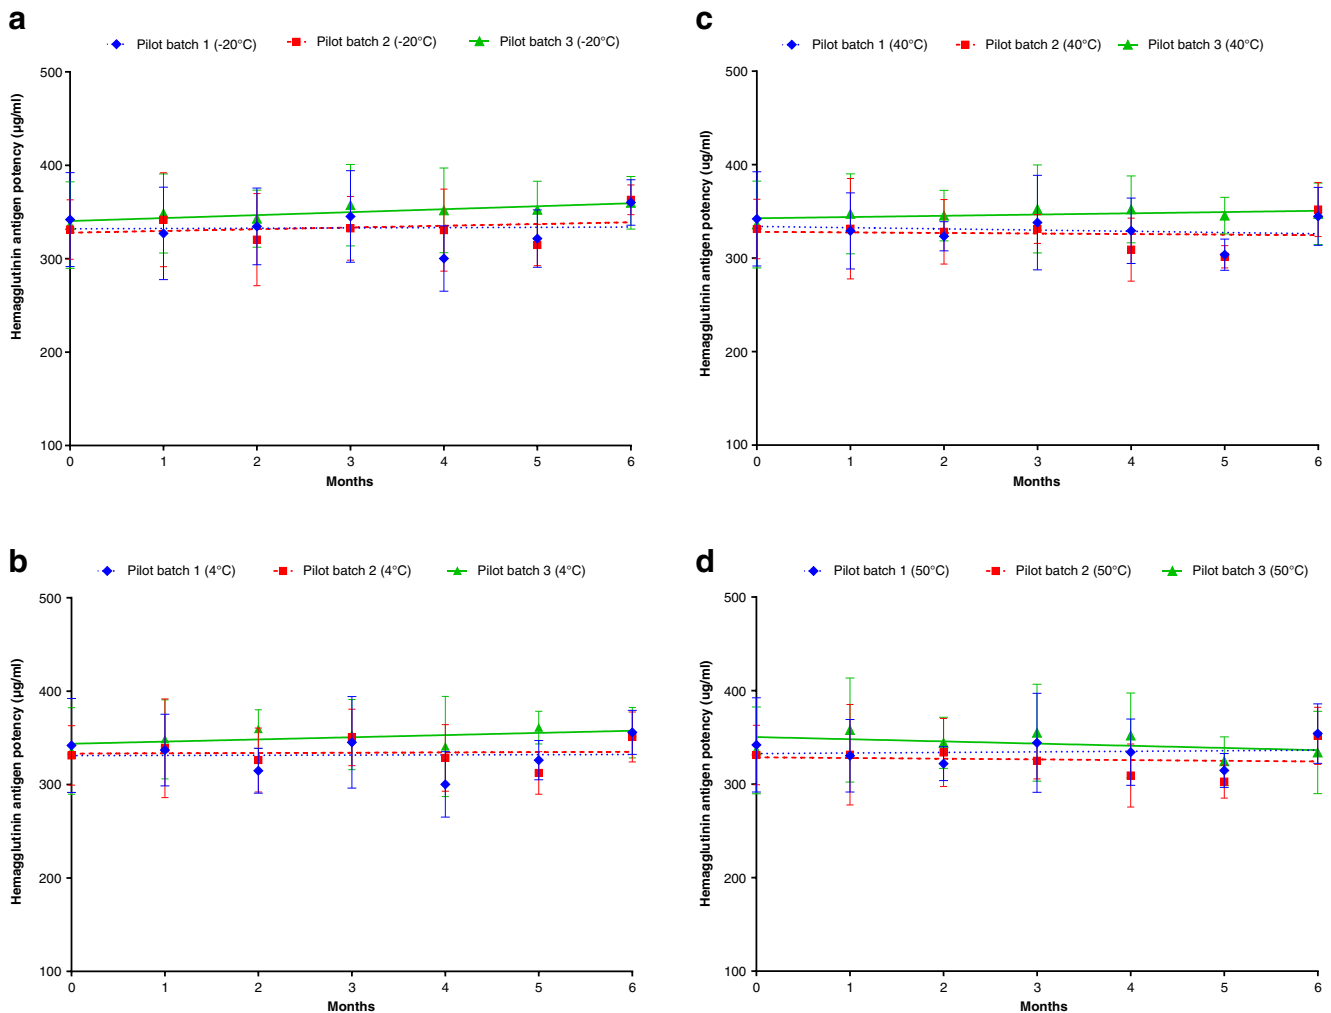 a
Pilot batch 1 (-20°C) Pilot batch 2 (-20°C) Pilot batch 3 (-20°C)
Hemagglutinin antigen potency (µg/ml)
500
400
300
200
100
0 1 2 3 4 5 6
Months
c
Pilot batch 1 (40°C) Pilot batch 2 (40°C) Pilot batch 3 (40°C)
Hemagglutinin antigen potency (ug/ml)
500
400
300
200
100
0 1 2 3 4 5 6
Months
b
Pilot batch 1 (4°C) Pilot batch 2 (4°C) Pilot batch 3 (4°C)
Hemagglutinin antigen potency (µg/ml)
500
400
300
200
100
0 1 2 3 4 5 6
Months
d
Pilot batch 1 (50°C) Pilot batch 2 (50°C) Pilot batch 3 (50°C)
Hemagglutinin antigen potency (ug/ml)
500
400
300
200
100
0 1 2 3 4 5 6
Months